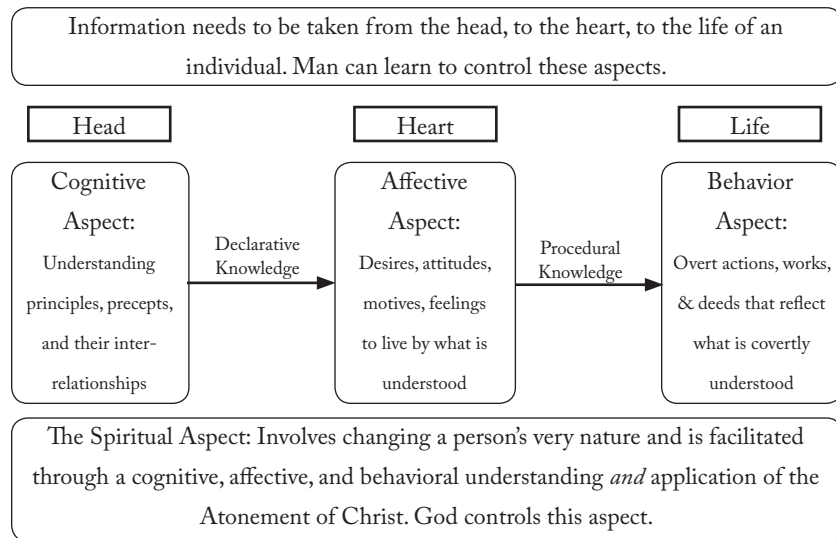 Information needs to be taken from the head, to the heart, to the life of an
individual. Man can learn to control these aspects.
Head
Heart
Life
Cognitive
Aspect:
Understanding
principles, precepts,
and their inter-
relationships
Declarative
Knowledge
Affective
Aspect:
Desires, attitudes,
motives, feelings
to live by what is
understood
Procedural
Knowledge
Behavior
Aspect:
Overt actions, works,
& deeds that reflect
what is covertly
understood
The Spiritual Aspect: Involves changing a person's very nature and is facilitated
through a cognitive, affective, and behavioral understanding and application of the
Atonement of Christ. God controls this aspect.